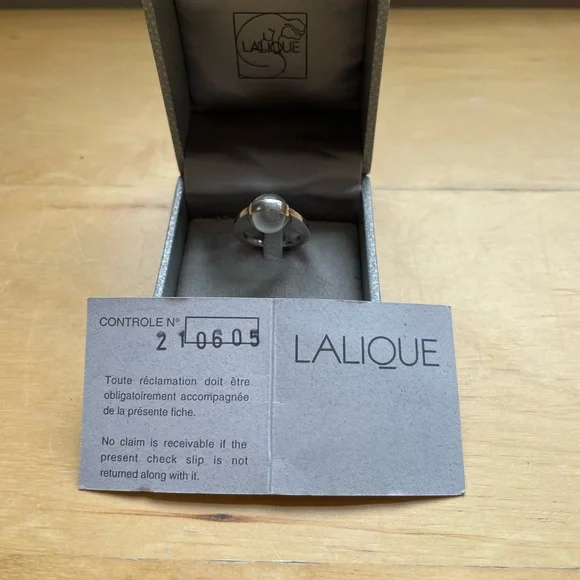 LALIQUE
CONTROLE N°
210605
LALIQUE
Toute réclamation doit être
obligatoirement accompagnée
de la présente fiche.
No claim is receivable if the
present check slip is not
returned along with it.